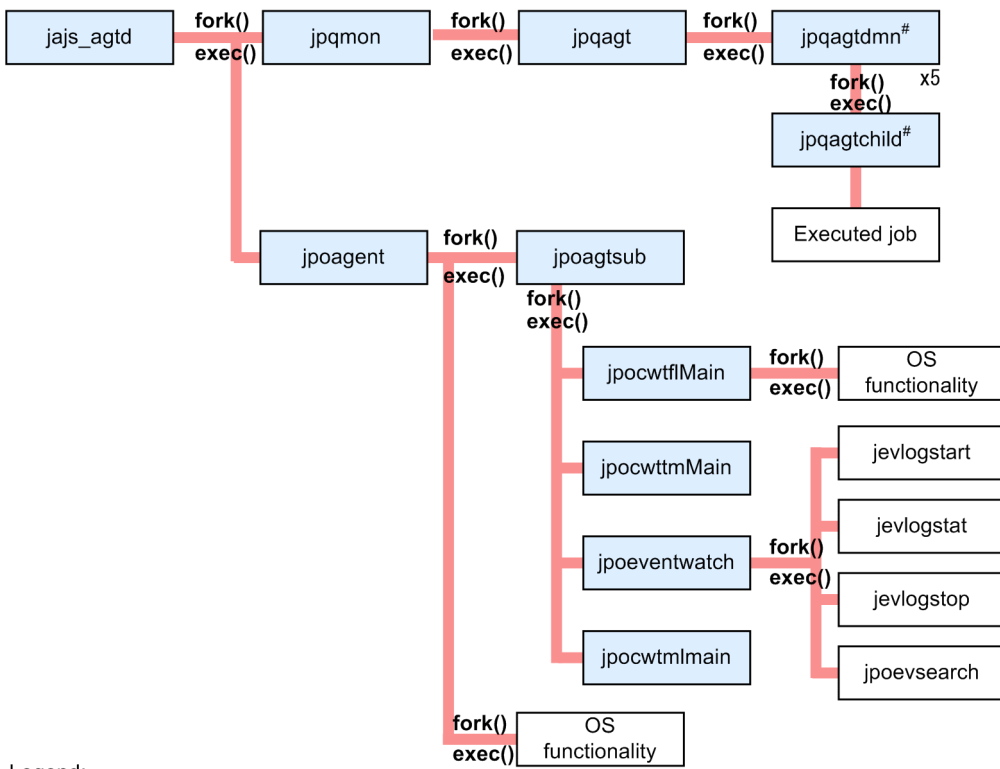 jajs_agtd
fork()
exec()
jpqmon
fork()
exec()
jpqagt
fork()
exec()
jpqagtdmn#
x5
fork()
exec()
jpqagtchild#
Executed job
jpoagent
fork()
exec()
jpoagtsub
fork()
exec()
jpocwtflMain
fork()
exec()
OS
functionality
jpocwttmMain
jpoeventwatch
fork()
exec()
jevlogstart
jevlogstat
jevlogstop
jpoevsearch
jpocwtmlmain
fork()
exec()
OS
functionality